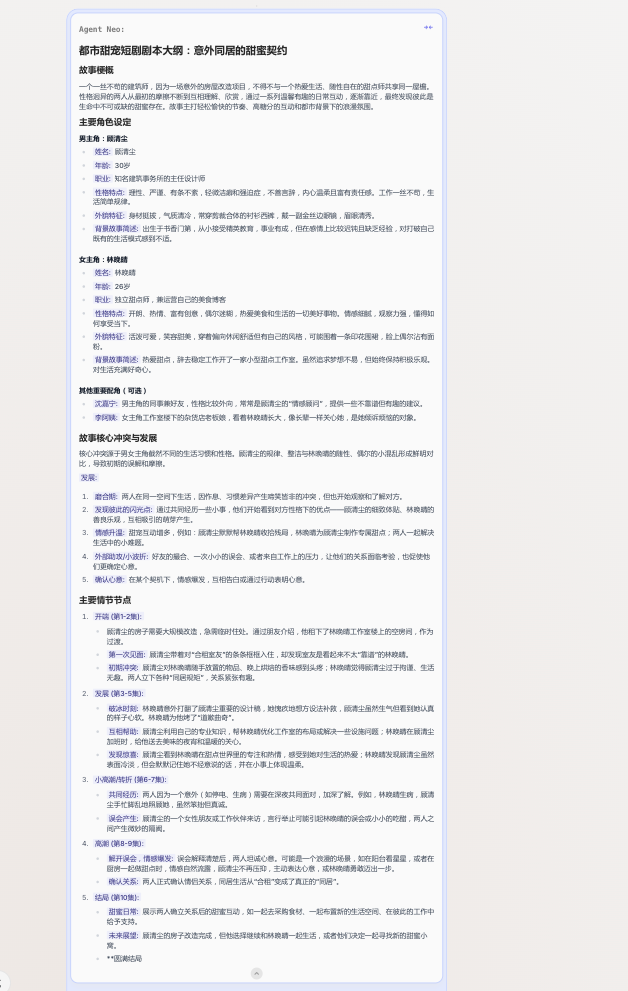 Agent Neo:
都市甜宠短剧剧本大纲：意外同居的甜蜜契约
故事梗概
一个一丝不苟的建筑师，因为一场意外的房屋改造项目，不得不与一个热爱生活、随性自在的甜点师共享同一屋檐。
性格迥异的两人从最初的摩擦不断到互相理解、欣赏，通过一系列温馨有趣的日常互动，逐渐靠近，最终发现彼此是
生命中不可或缺的甜蜜存在。故事主打轻松愉快的节奏、高糖分的互动和都市背景下的浪漫氛围。
主要角色设定
男主角：顾清尘
姓名: 顾清尘
年龄: 30岁
职业: 知名建筑事务所的主任设计师
性格特点: 理性、严谨、有条不紊，轻微洁癖和强迫症，不善言辞，内心温柔且富有责任感。工作一丝不苟，生
活简单规律。
外貌特征: 身材挺拔，气质清冷，常穿剪裁合体的衬衫西裤，戴一副金丝边眼镜，眉眼清秀。
背景故事简述: 出生于书香门第，从小接受精英教育，事业有成，但在感情上比较迟钝且缺乏经验，对打破自己
既有的生活模式感到不适。
女主角：林晚晴
姓名: 林晚晴
年龄: 26岁
职业: 独立甜点师，兼运营自己的美食博客
性格特点: 开朗、热情、富有创意，偶尔迷糊，热爱美食和生活的一切美好事物。情感细腻，观察力强，懂得如
何享受当下。
外貌特征: 活泼可爱，笑容甜美，穿着偏向休闲舒适但有自己的风格，可能围着一条印花围裙，脸上偶尔沾有面
粉。
背景故事简述: 热爱甜点，辞去稳定工作开了一家小型甜点工作室。虽然追求梦想不易，但始终保持积极乐观。
对生活充满好奇心。
其他重要配角（可选）
沈嘉宁: 男主角的同事兼好友，性格比较外向，常常是顾清尘的“情感顾问”，提供一些不靠谱但有趣的建议。
李阿姨: 女主角工作室楼下的杂货店老板娘，看着林晚晴长大，像长辈一样关心她，是她倾诉烦恼的对象。
故事核心冲突与发展
核心冲突源于男女主角截然不同的生活习惯和性格。顾清尘的规律、整洁与林晚晴的随性、偶尔的小混乱形成鲜明对
比，导致初期的误解和摩擦。
发展:
1. 磨合期: 两人在同一空间下生活，因作息、习惯差异产生啼笑皆非的冲突，但也开始观察和了解对方。
2. 发现彼此的闪光点: 通过共同经历一些小事，他们开始看到对方性格下的优点——顾清尘的细致体贴、林晚晴的
善良乐观，互相吸引的萌芽产生。
3. 情感升温: 甜宠互动增多，例如：顾清尘默默帮林晚晴收拾残局，林晚晴为顾清尘制作专属甜点；两人一起解决
生活中的小难题。
4. 外部助攻/小波折: 好友的撮合、一次小小的误会、或者来自工作上的压力，让他们的关系面临考验，也促使他
们更确定心意。
5. 确认心意: 在某个契机下，情感爆发，互相告白或通过行动表明心意。
主要情节节点
1. 开端 (第1-2集):
顾清尘的房子需要大规模改造，急需临时住处。通过朋友介绍，他租下了林晚晴工作室楼上的空房间，作为
过渡。
第一次见面: 顾清尘带着对“合租室友”的条条框框入住，却发现室友是看起来不太“靠谱”的林晚晴。
初期冲突: 顾清尘对林晚晴随手放置的物品、晚上烘焙的香味感到头疼；林晚晴觉得顾清尘过于拘谨、生活
无趣。两人立下各种“同居规矩”，关系紧张有趣。
2. 发展 (第3-5集):
破冰时刻: 林晚晴意外打翻了顾清尘重要的设计稿，她愧疚地想方设法补救，顾清尘虽然生气但看到她认真
的样子心软。林晚晴为他烤了“道歉曲奇”。
互相帮助: 顾清尘利用自己的专业知识，帮林晚晴优化工作室的布局或解决一些设施问题；林晚晴在顾清尘
加班时，给他送去美味的夜宵和温暖的关心。
发现惊喜: 顾清尘看到林晚晴在甜点世界里的专注和热情，感受到她对生活的热爱；林晚晴发现顾清尘虽然
表面冷淡，但会默默记住她不经意说的话，并在小事上体现温柔。
3. 小高潮/转折 (第6-7集):
共同经历: 两人因为一个意外（如停电、生病）需要在深夜共同面对，加深了解。例如，林晚晴生病，顾清
尘手忙脚乱地照顾她，虽然笨拙但真诚。
误会产生: 顾清尘的一个女性朋友或工作伙伴来访，言行举止可能引起林晚晴的误会或小小的吃醋，两人之
间产生微妙的隔阂。
4. 高潮 (第8-9集):
解开误会，情感爆发: 误会解释清楚后，两人坦诚心意。可能是一个浪漫的场景，如在阳台看星星，或者在
厨房一起做甜点时，情感自然流露，顾清尘不再压抑，主动表达心意，或林晚晴勇敢迈出一步。
确认关系: 两人正式确认情侣关系，同居生活从“合租”变成了真正的“同居”。
5. 结局 (第10集):
甜蜜日常: 展示两人确立关系后的甜蜜互动，如一起去采购食材、一起布置新的生活空间、在彼此的工作中
给予支持。
未来展望: 顾清尘的房子改造完成，但他选择继续和林晚晴一起生活，或者他们决定一起寻找新的甜蜜小
窝。
**圆满结局